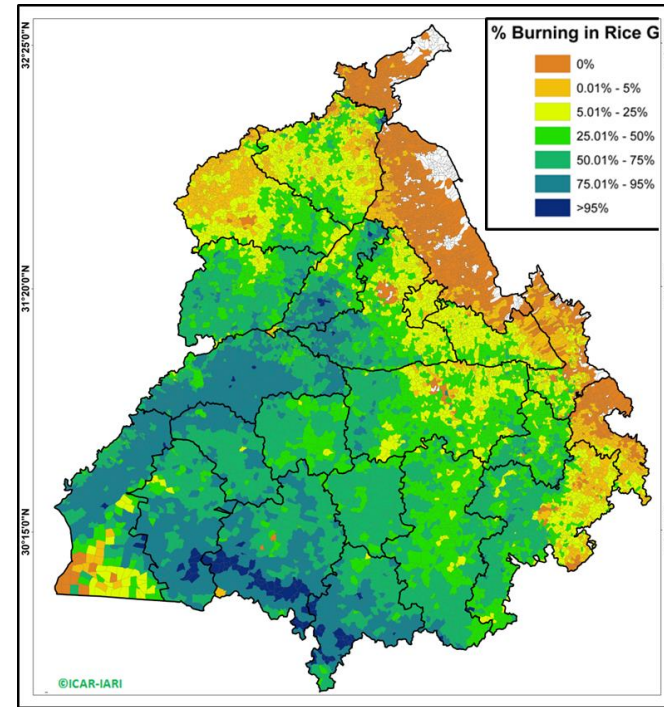 % Burning in Rice G
0%
0.01% - 5%
5.01% - 25%
25.01% - 50%
50.01% - 75%
75.01% - 95%
>95%
32°25'0"N
31°20'0"N
30°15'0"N
©ICAR-IARI